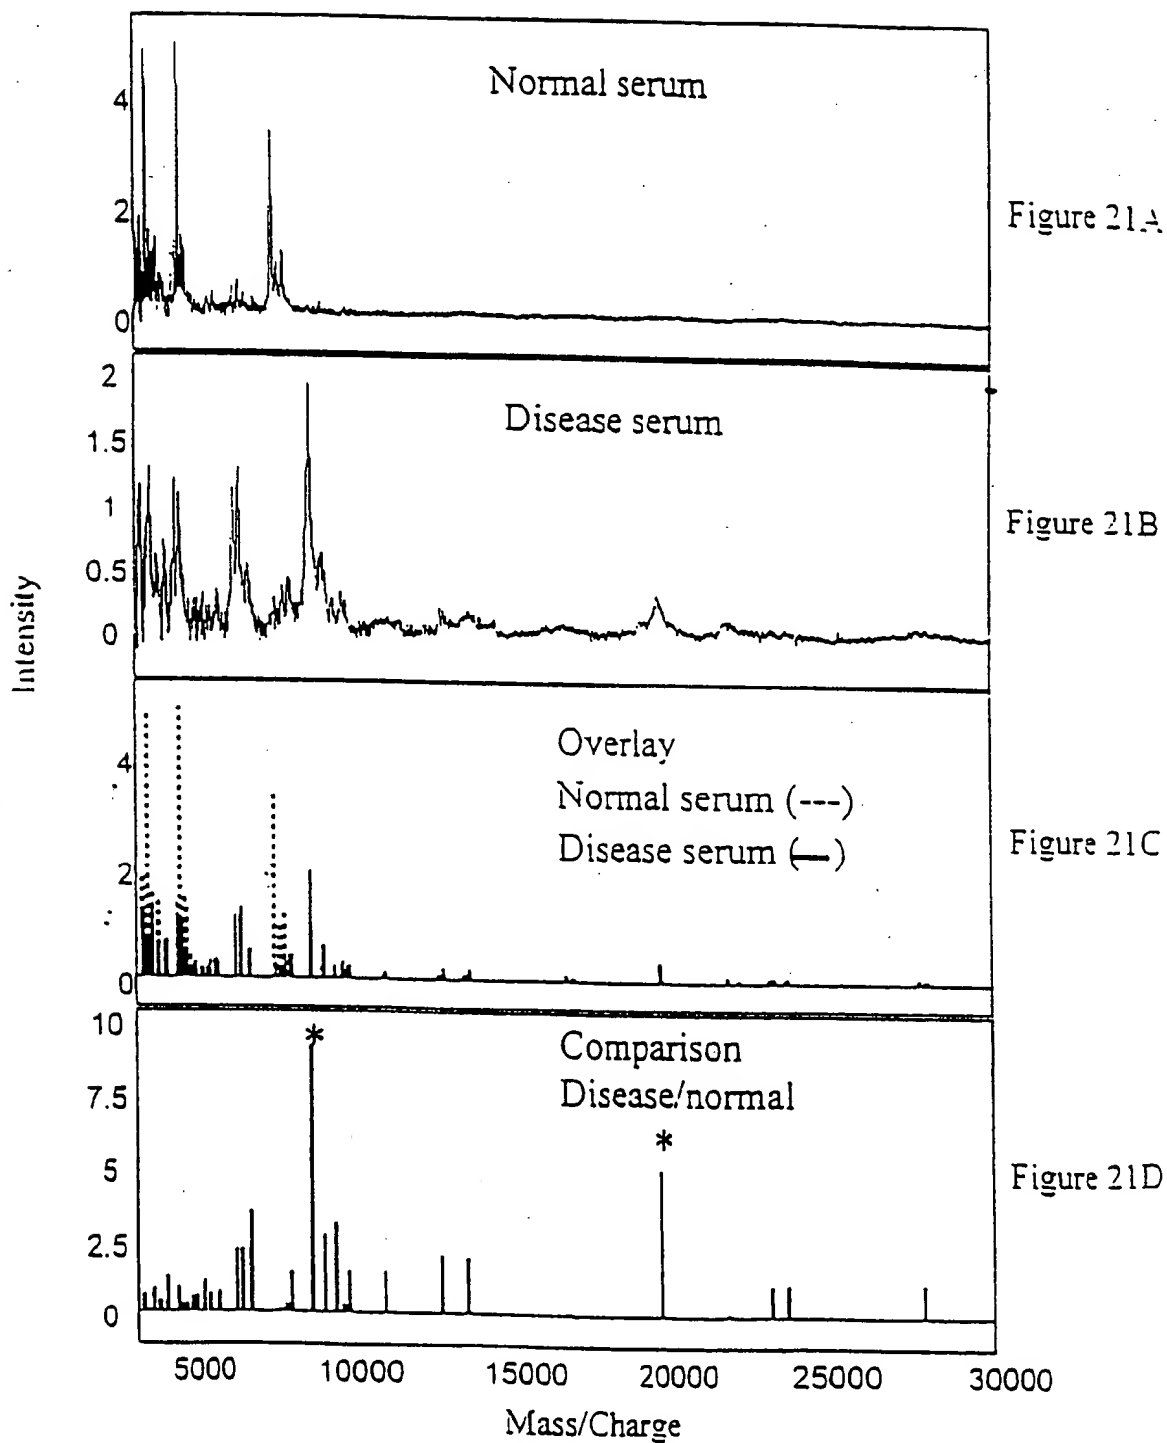 Normal serum
4
2
0
Figure 21A
Disease serum
2
1.5
1
0.5
0
Figure 21B
Intensity
Overlay
Normal serum (---)
Disease serum (—)
4
2
0
Figure 21C
Comparison
Disease/normal
*
*
10
7.5
5
2.5
0
Figure 21D
5000 10000 15000 20000 25000 30000
Mass/Charge